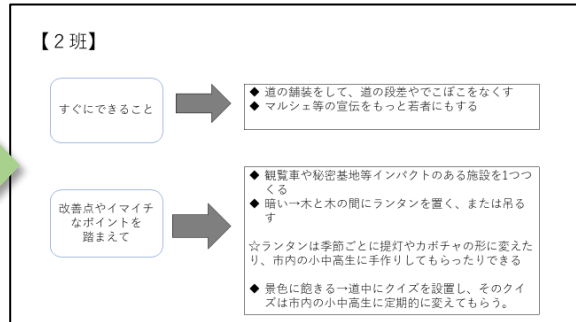 【2班】
すぐにできること
◆ 道の舗装をして、道の段差やでこぼこをなくす
◆ マルシェ等の宣伝をもっと若者にもする
改善点やイマイチ
なポイントを
踏まえて
◆ 観覧車や秘密基地等インパクトのある施設を1つつ
くる
◆ 暗い→木と木の間にランタンを置く、または吊る
す
☆ランタンは季節ごとに提灯やカボチャの形に変えた
り、市内の小中高生に手作りしてもらったりできる
◆ 景色に飽きる→道中にクイズを設置し、そのクイ
ズは市内の小中高生に定期的に変えてもらう。